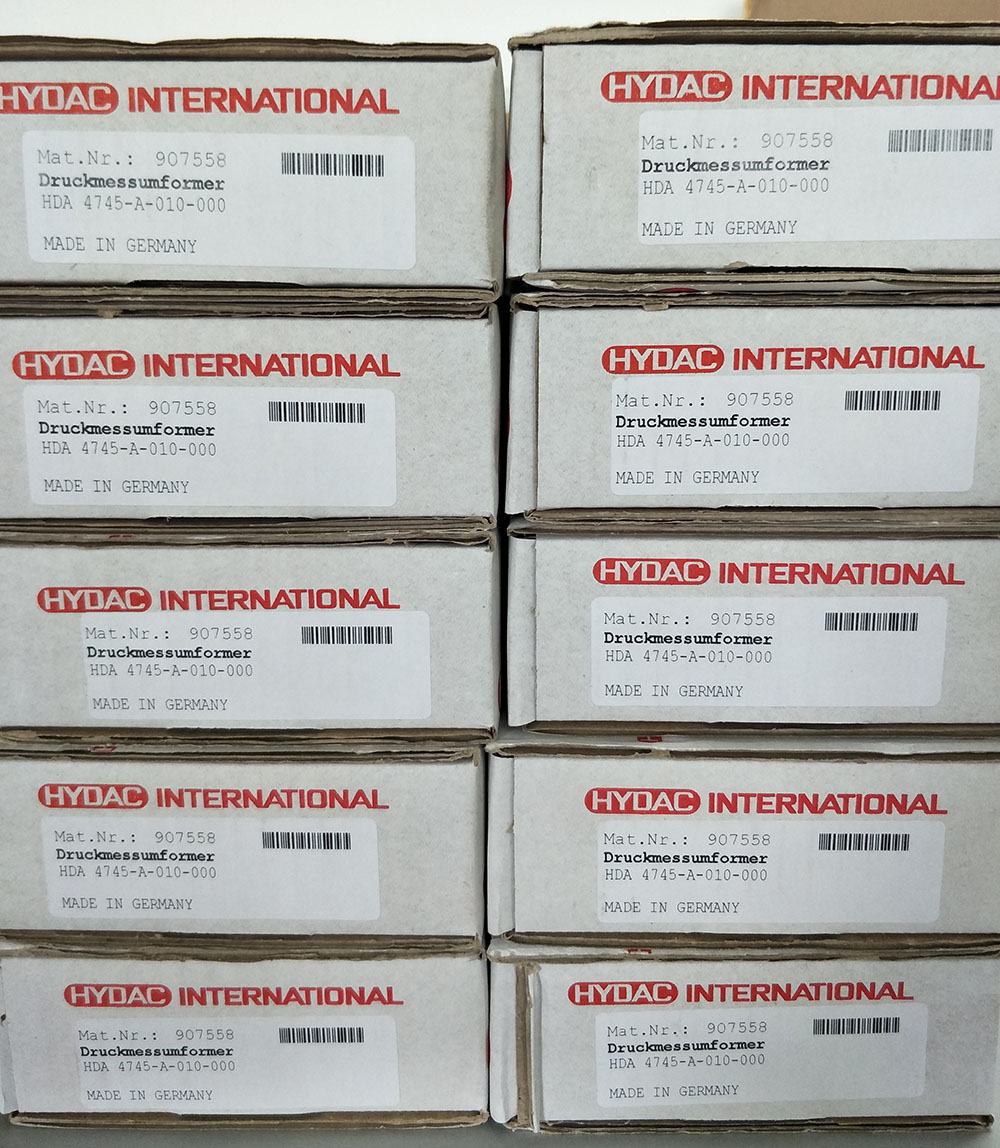 HYDAC INTERNATIONAL
Mat.Nr.: 907558
Druckmessumformer
HDA 4745-A-010-000
MADE IN GERMANY
HYDAC INTERNATIONAL
Mat.Nr.: 907558
Druckmessumformer
HDA 4745-A-010-000
MADE IN GERMANY
HYDAC INTERNATIONAL
Mat.Nr.: 907558
Druckmessumformer
HDA 4745-A-010-000
MADE IN GERMANY
HYDAC INTERNATIONAL
Mat.Nr.: 907558
Druckmessumformer
HDA 4745-A-010-000
MADE IN GERMANY
HYDAC INTERNATIONAL
Mat.Nr.: 907558
Druckmessumformer
HDA 4745-A-010-000
MADE IN GERMANY
HYDAC INTERNATIONAL
Mat.Nr.: 907558
Druckmessumformer
HDA 4745-A-010-000
MADE IN GERMANY
HYDAC INTERNATIONAL
Mat.Nr.: 907558
Druckmessumformer
HDA 4745-A-010-000
MADE IN GERMANY
HYDAC INTERNATIONAL
Mat.Nr.: 907558
Druckmessumformer
HDA 4745-A-010-000
MADE IN GERMANY
HYDAC INTERNATIONAL
Mat.Nr.: 907558
Druckmessumformer
HDA 4745-A-010-000
MADE IN GERMANY
HYDAC INTERNATIONAL
Mat.Nr.: 907558
Druckmessumformer
HDA 4745-A-010-000
MADE IN GERMANY